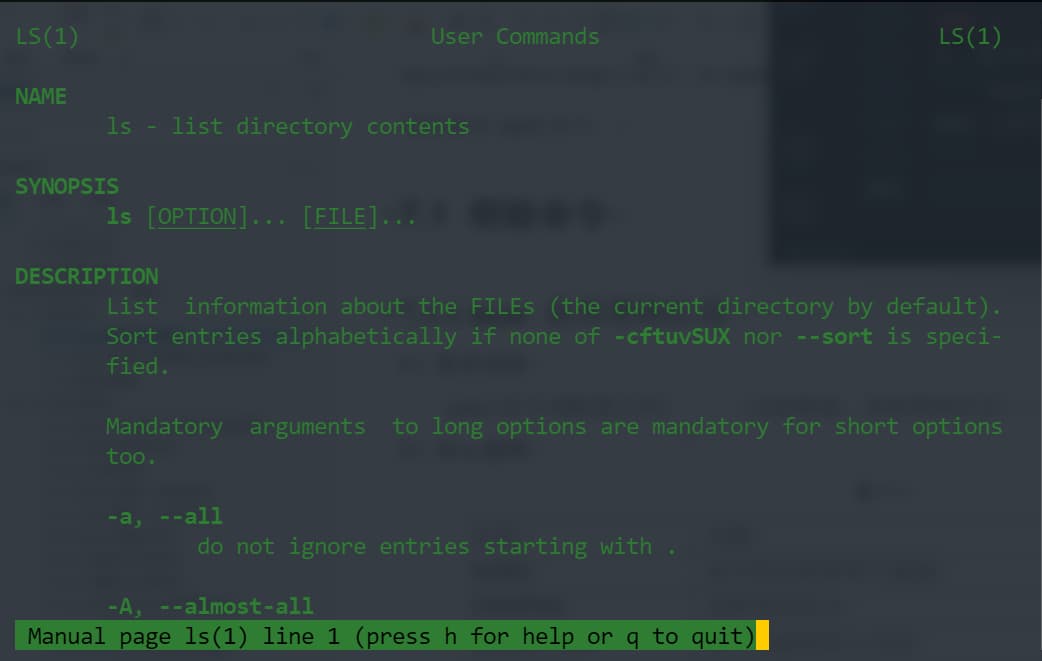 LS(1) User Commands LS(1)
NAME
ls - list directory contents
SYNOPSIS
ls [OPTION]... [FILE]...
DESCRIPTION
List information about the FILEs (the current directory by default).
Sort entries alphabetically if none of -cftuvSUX nor --sort is speci-
fied.
Mandatory arguments to long options are mandatory for short options
too.
-a, --all
do not ignore entries starting with .
-A, --almost-all
Manual page ls(1) line 1 (press h for help or q to quit)